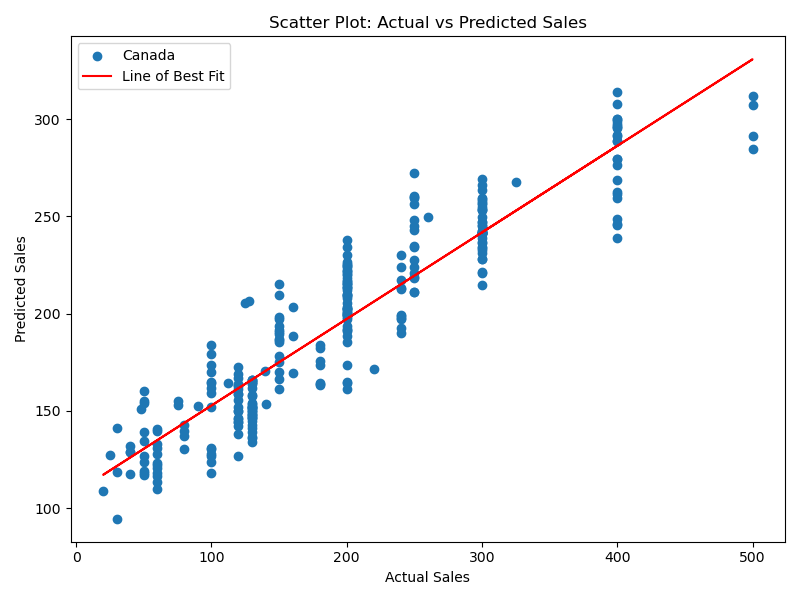 Scatter Plot: Actual vs Predicted Sales
Canada
Line of Best Fit
Predicted Sales
300
250
200
150
100
0 100 200 300 400 500
Actual Sales